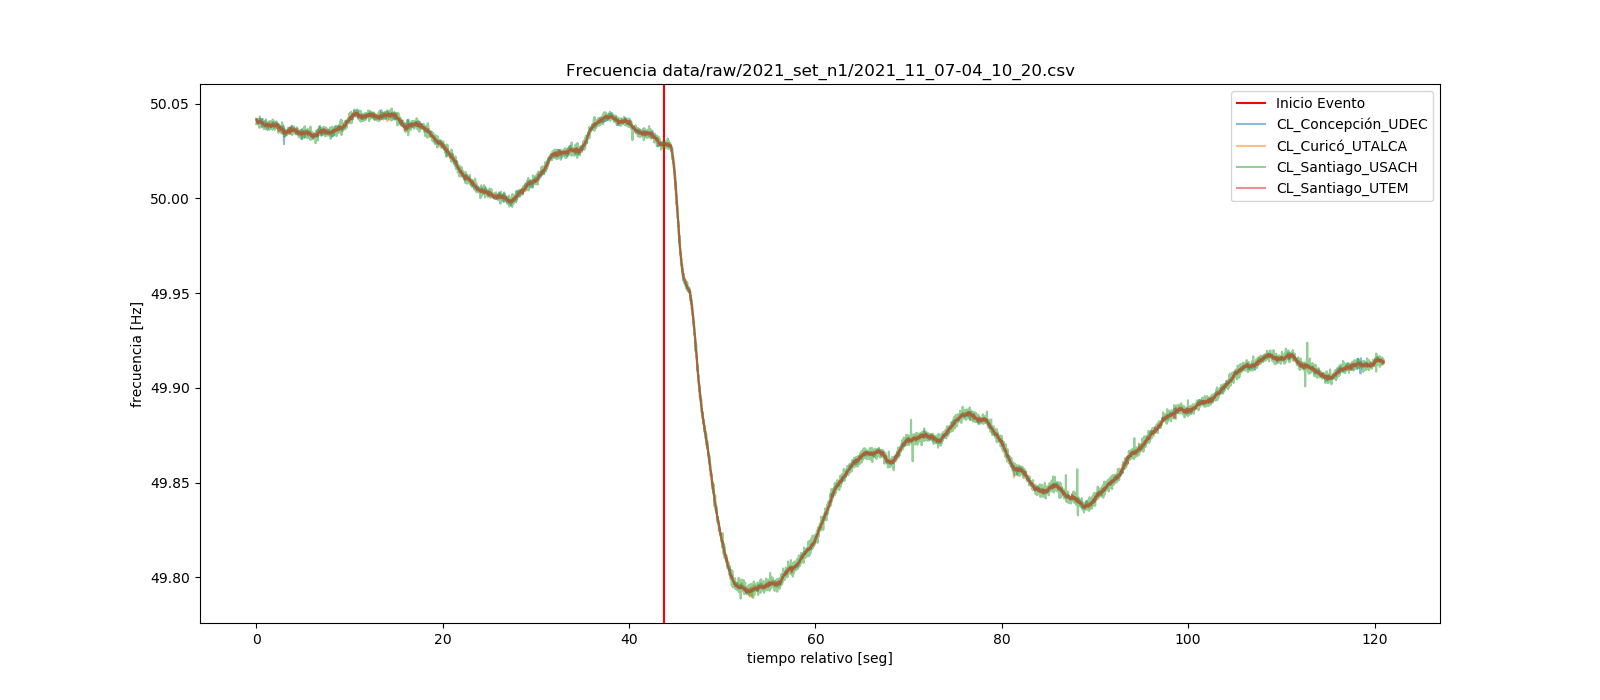 Frecuencia data/raw/2021_set_n1/2021_11_07-04_10_20.csv
Inicio Evento
CL_Concepción_UDEC
CL_Curicó_UTALCA
CL_Santiago_USACH
CL_Santiago_UTEM
50.05
50.00
49.95
49.90
49.85
49.80
frecuencia [Hz]
0 20 40 60 80 100 120
tiempo relativo [seg]